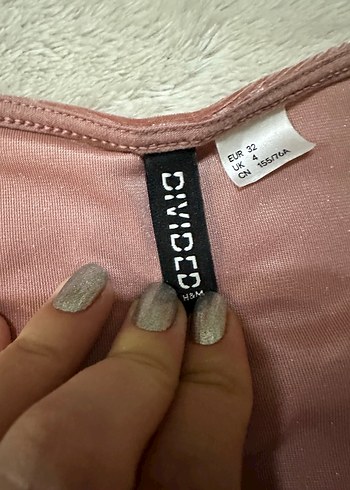 DIVIDED
H&M
EUR 32
UK 4
CN 155/76A